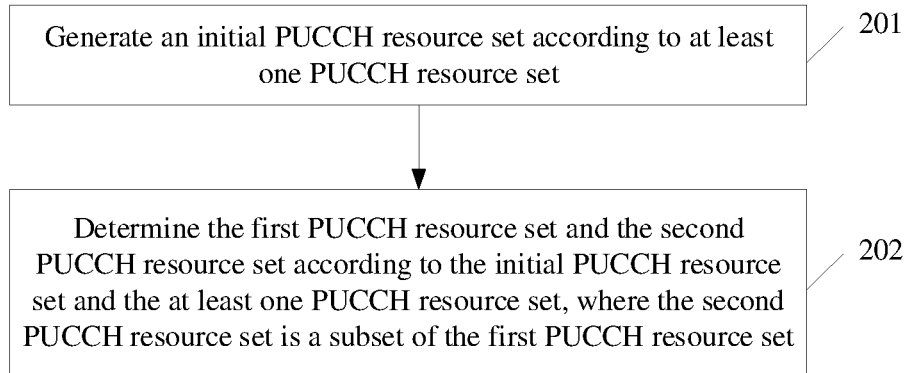 Generate an initial PUCCH resource set according to at least
one PUCCH resource set
201
Determine the first PUCCH resource set and the second
PUCCH resource set according to the initial PUCCH resource
set and the at least one PUCCH resource set, where the second
PUCCH resource set is a subset of the first PUCCH resource set
202